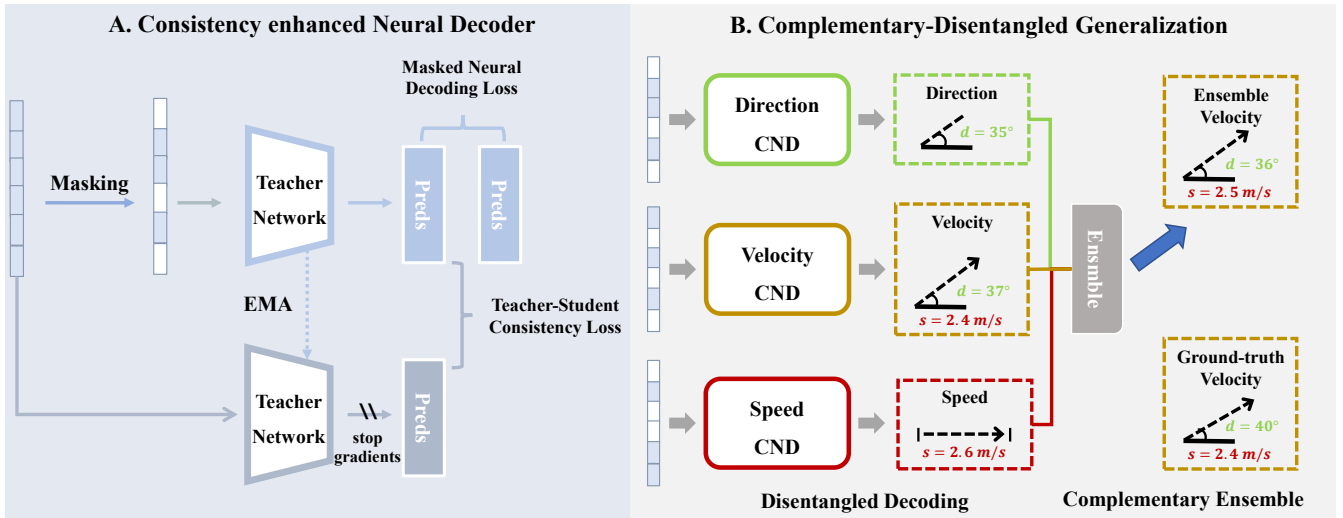 A. Consistency enhanced Neural Decoder
Masked Neural
Decoding Loss
Masking
Teacher
Network
Preds
Preds
EMA
Teacher-Student
Consistency Loss
Teacher
Network
\\
stop
gradients
Preds
B. Complementary-Disentangled Generalization
Direction
CND
Direction
d = 35°
Velocity
CND
Velocity
d = 37°
s = 2.4 m/s
Speed
CND
Speed
s = 2.6 m/s
Ensmble
Ensemble
Velocity
d = 36°
s = 2.5 m/s
Ground-truth
Velocity
d = 40°
s = 2.4 m/s
Disentangled Decoding
Complementary Ensemble